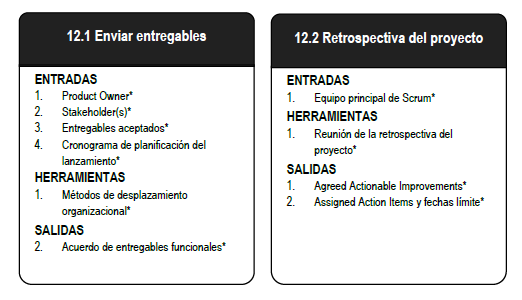 12.1 Enviar entregables
ENTRADAS
1. Product Owner*
2. Stakeholder(s)*
3. Entregables aceptados*
4. Cronograma de planificación del
lanzamiento*
HERRAMIENTAS
1. Métodos de desplazamiento
organizacional*
SALIDAS
2. Acuerdo de entregables funcionales*
12.2 Retrospectiva del proyecto
ENTRADAS
1. Equipo principal de Scrum*
HERRAMIENTAS
1. Reunión de la retrospectiva del
proyecto*
SALIDAS
1. Agreed Actionable Improvements*
2. Assigned Action Items y fechas límite*